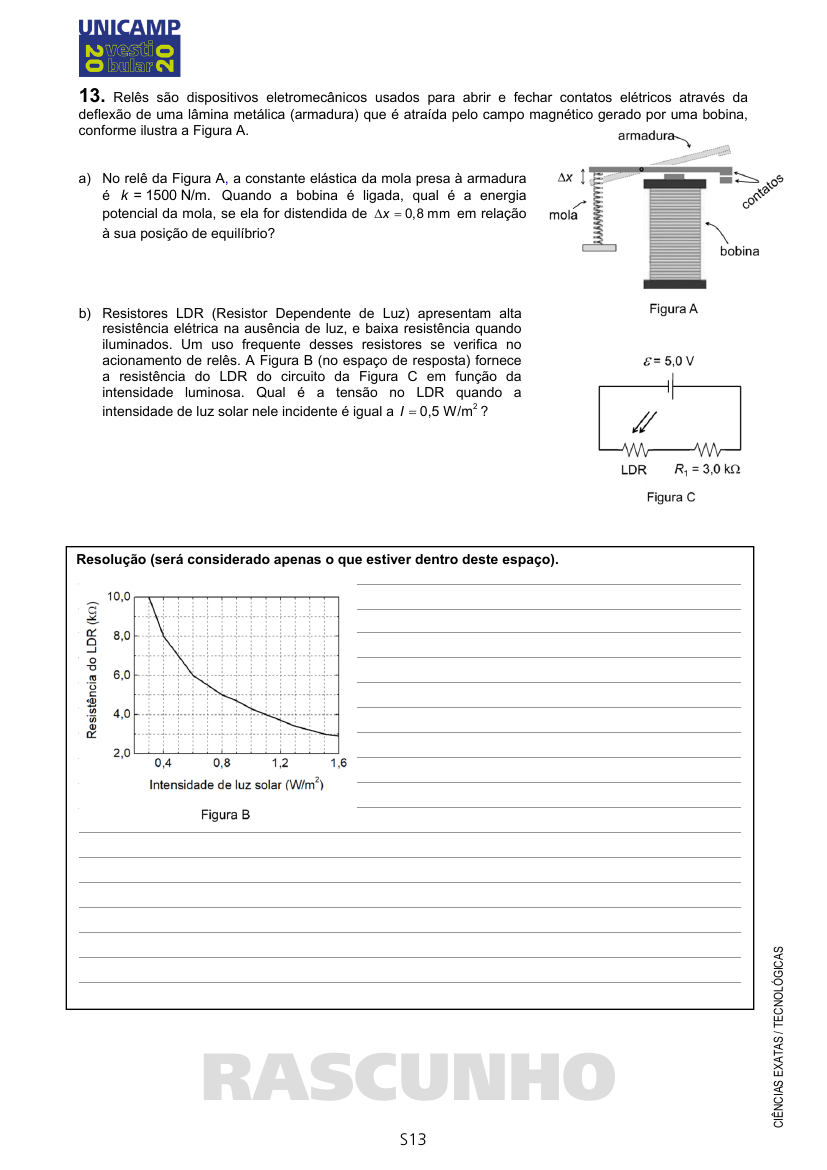 UNICAMP
20 vesti 20
bular
13. Relês são dispositivos eletromecânicos usados para abrir e fechar contatos elétricos através da
deflexão de uma lâmina metálica (armadura) que é atraída pelo campo magnético gerado por uma bobina,
conforme ilustra a Figura A.
armadura
a) No relê da Figura A, a constante elástica da mola presa à armadura
é k = 1500 N/m. Quando a bobina é ligada, qual é a energia
potencial da mola, se ela for distendida de Δx = 0,8 mm em relação
à sua posição de equilíbrio?
Δx
contatos
mola
bobina
Figura A
b) Resistores LDR (Resistor Dependente de Luz) apresentam alta
resistência elétrica na ausência de luz, e baixa resistência quando
iluminados. Um uso frequente desses resistores se verifica no
acionamento de relês. A Figura B (no espaço de resposta) fornece
a resistência do LDR do circuito da Figura C em função da
intensidade luminosa. Qual é a tensão no LDR quando a
intensidade de luz solar nele incidente é igual a I = 0,5 W/m² ?
ℰ = 5,0 V
LDR R₁ = 3,0 kΩ
Figura C
Resolução (será considerado apenas o que estiver dentro deste espaço).
Resistência do LDR (kΩ)
10,0
8,0
6,0
4,0
2,0
0,4 0,8 1,2 1,6
Intensidade de luz solar (W/m²)
Figura B
CIÊNCIAS EXATAS / TECNOLÓGICAS
RASCUNHO
S13